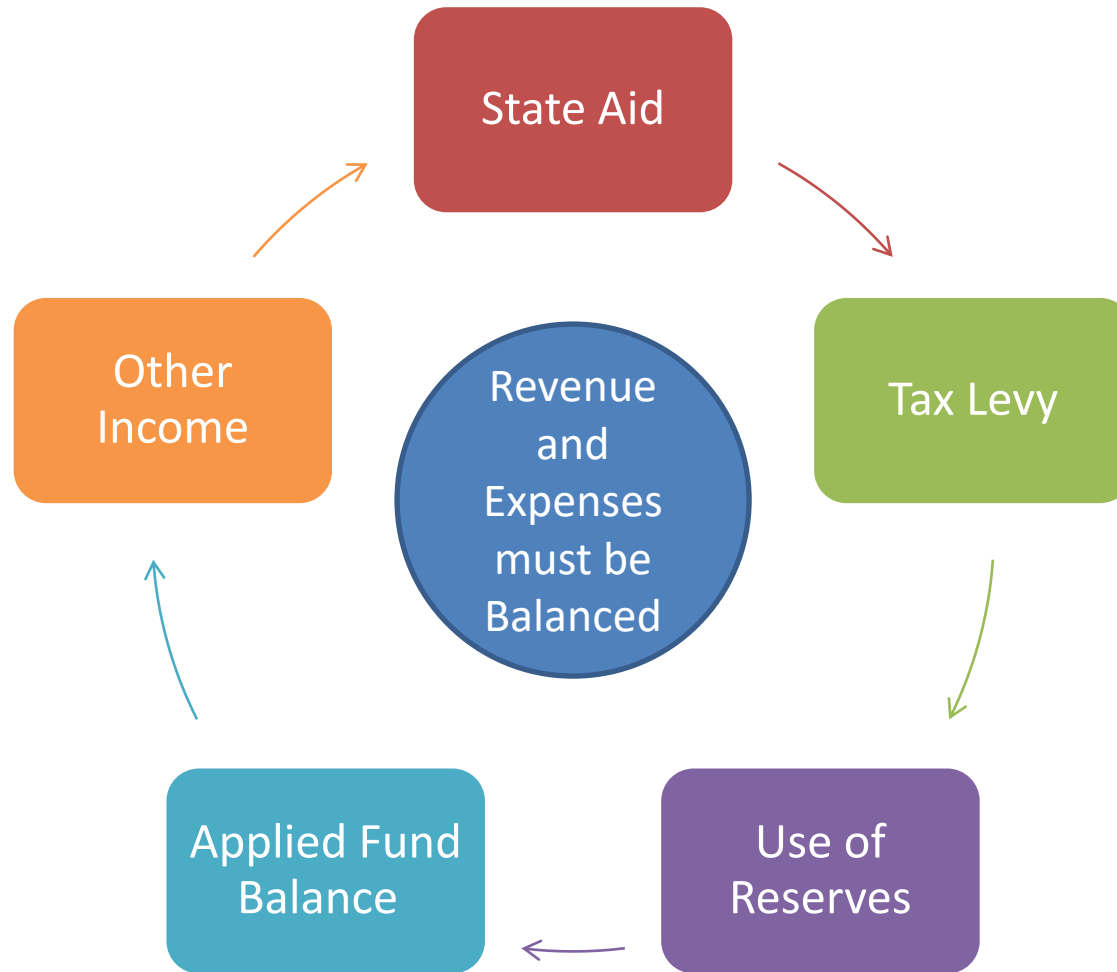 State Aid
Tax Levy
Use of
Reserves
Applied Fund
Balance
Other
Income
Revenue
and
Expenses
must be
Balanced